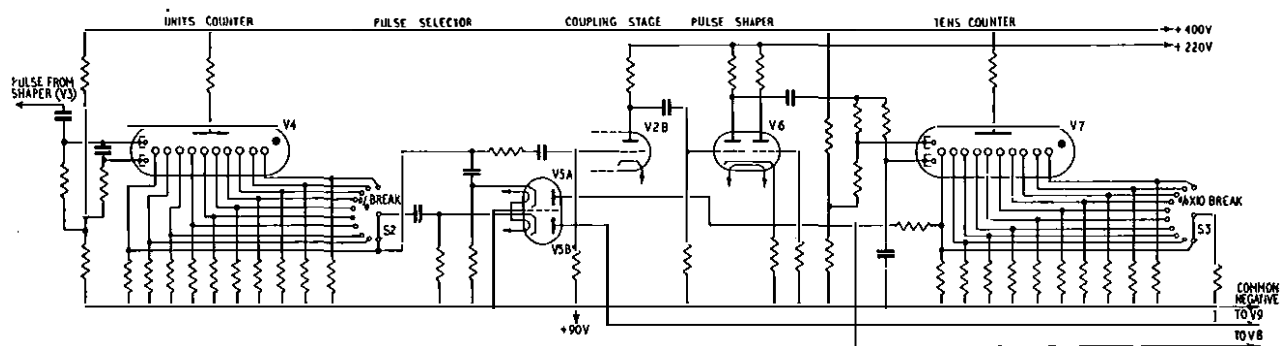 UNITS COUNTER
PULSE SELECTOR
COUPLING STAGE
PULSE SHAPER
TENS COUNTER
+400V
+220V
PULSE FROM
SHAPER (V3)
V4
V2B
V6
V7
V5A
BREAK
S2
V5B
BREAK
S3
+90V
COMMON
NEGATIVE
TO V9
TO V8